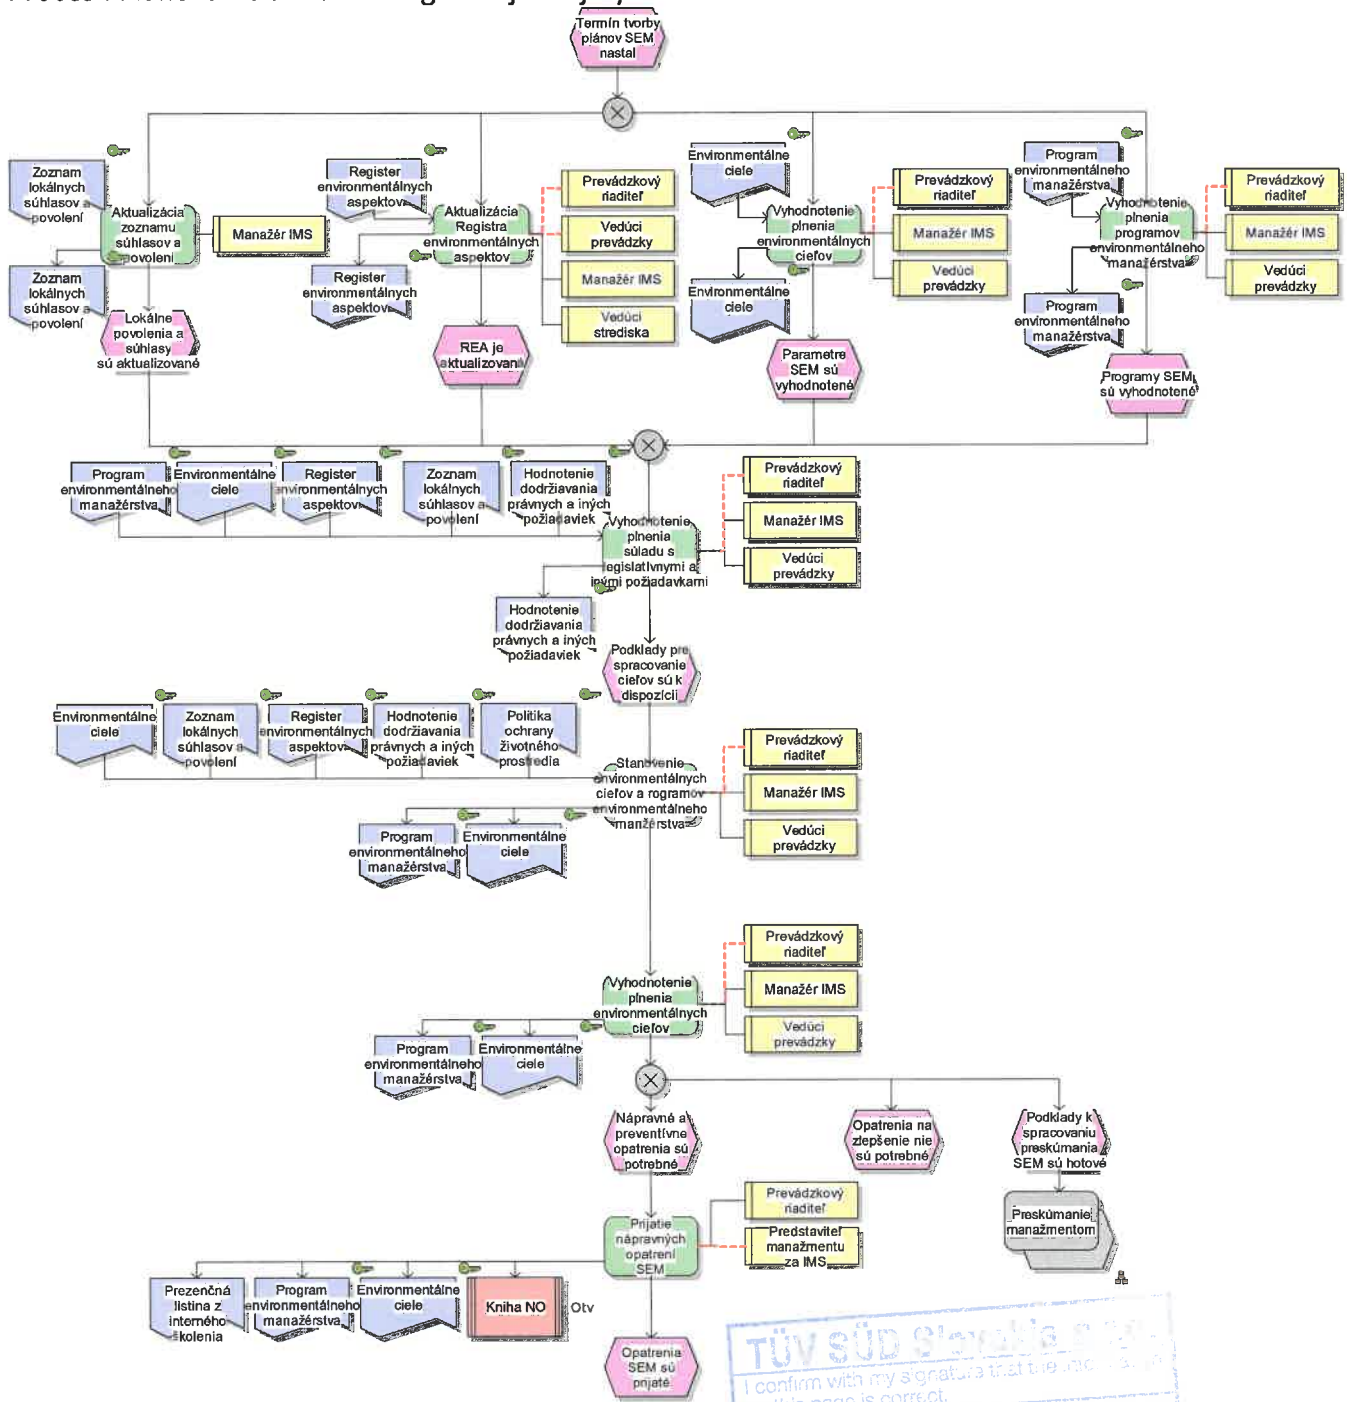 Termín tvorby
plánov SEM
nastal
Zoznam
lokálnych
súhlasov a
povolení
Aktualizácia
zoznamu
súhlasov a
povolení
Manažér IMS
Zoznam
lokálnych
súhlasov a
povolení
Lokálne
povolenia a
súhlasy
sú aktualizované
Register
environmentálnych
aspektov
Aktualizácia
Registra
environmentálnych
aspektov
Register
environmentálnych
aspektov
Prevádzkový
riaditeľ
Vedúci
prevádzky
Manažér IMS
Vedúci
strediska
REA je
aktualizovaná
Environmentálne
ciele
Vyhodnotenie
plnenia
environmentálnych
cieľov
Environmentálne
ciele
Prevádzkový
riaditeľ
Manažér IMS
Vedúci
prevádzky
Parametre
SEM sú
vyhodnotené
Program
environmentálneho
manažérstva
Vyhodnotenie
plnenia
programov
environmentálneho
manažérstva
Program
environmentálneho
manažérstva
Prevádzkový
riaditeľ
Manažér IMS
Vedúci
prevádzky
Programy SEM
sú vyhodnotené
Program
environmentálneho
manažérstva
Environmentálne
ciele
Register
environmentálnych
aspektov
Zoznam
lokálnych
súhlasov a
povolení
Hodnotenie
dodržiavania
právnych a iných
požiadaviek
Vyhodnotenie
plnenia
súladu s
legislatívnymi a
inými požiadavkami
Prevádzkový
riaditeľ
Manažér IMS
Vedúci
prevádzky
Hodnotenie
dodržiavania
právnych a iných
požiadaviek
Podklady pre
spracovanie
cieľov sú k
dispozícii
Environmentálne
ciele
Zoznam
lokálnych
súhlasov a
povolení
Register
environmentálnych
aspektov
Hodnotenie
dodržiavania
právnych a iných
požiadaviek
Politika
ochrany
životného
prostredia
Stanovenie
environmentálnych
cieľov a rogramov
environmentálneho
manžérstva
Prevádzkový
riaditeľ
Manažér IMS
Vedúci
prevádzky
Program
environmentálneho
manažérstva
Environmentálne
ciele
Vyhodnotenie
plnenia
environmentálnych
cieľov
Prevádzkový
riaditeľ
Manažér IMS
Vedúci
prevádzky
Program
environmentálneho
manažérstva
Environmentálne
ciele
Nápravné a
preventívne
opatrenia sú
potrebné
Opatrenia na
zlepšenie nie
sú potrebné
Podklady k
spracovaniu
preskúmania
SEM sú hotové
Preskúmanie
manažmentom
Prijatie
nápravných
opatrení
SEM
Prevádzkový
riaditeľ
Predstaviteľ
manažmentu
za IMS
Prezenčná
listina z
interného
školenia
Program
environmentálneho
manažérstva
Environmentálne
ciele
Kniha NO
Otv
Opatrenia
SEM sú
prijaté
TÜV SÜD Slovakia
I confirm with my signature that the
this page is correct.